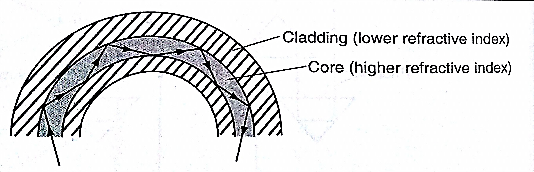 Cladding (lower refractive index)
Core (higher refractive index)